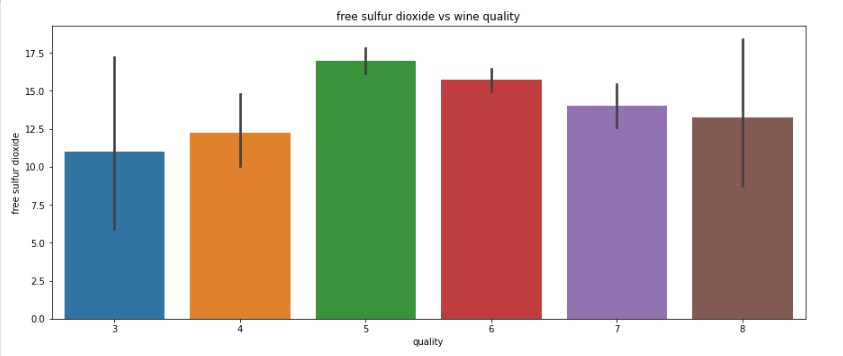 free sulfur dioxide vs wine quality
17.5
15.0
12.5
10.0
7.5
5.0
2.5
0.0
free sulfur dioxide
3 4 5 6 7 8
quality